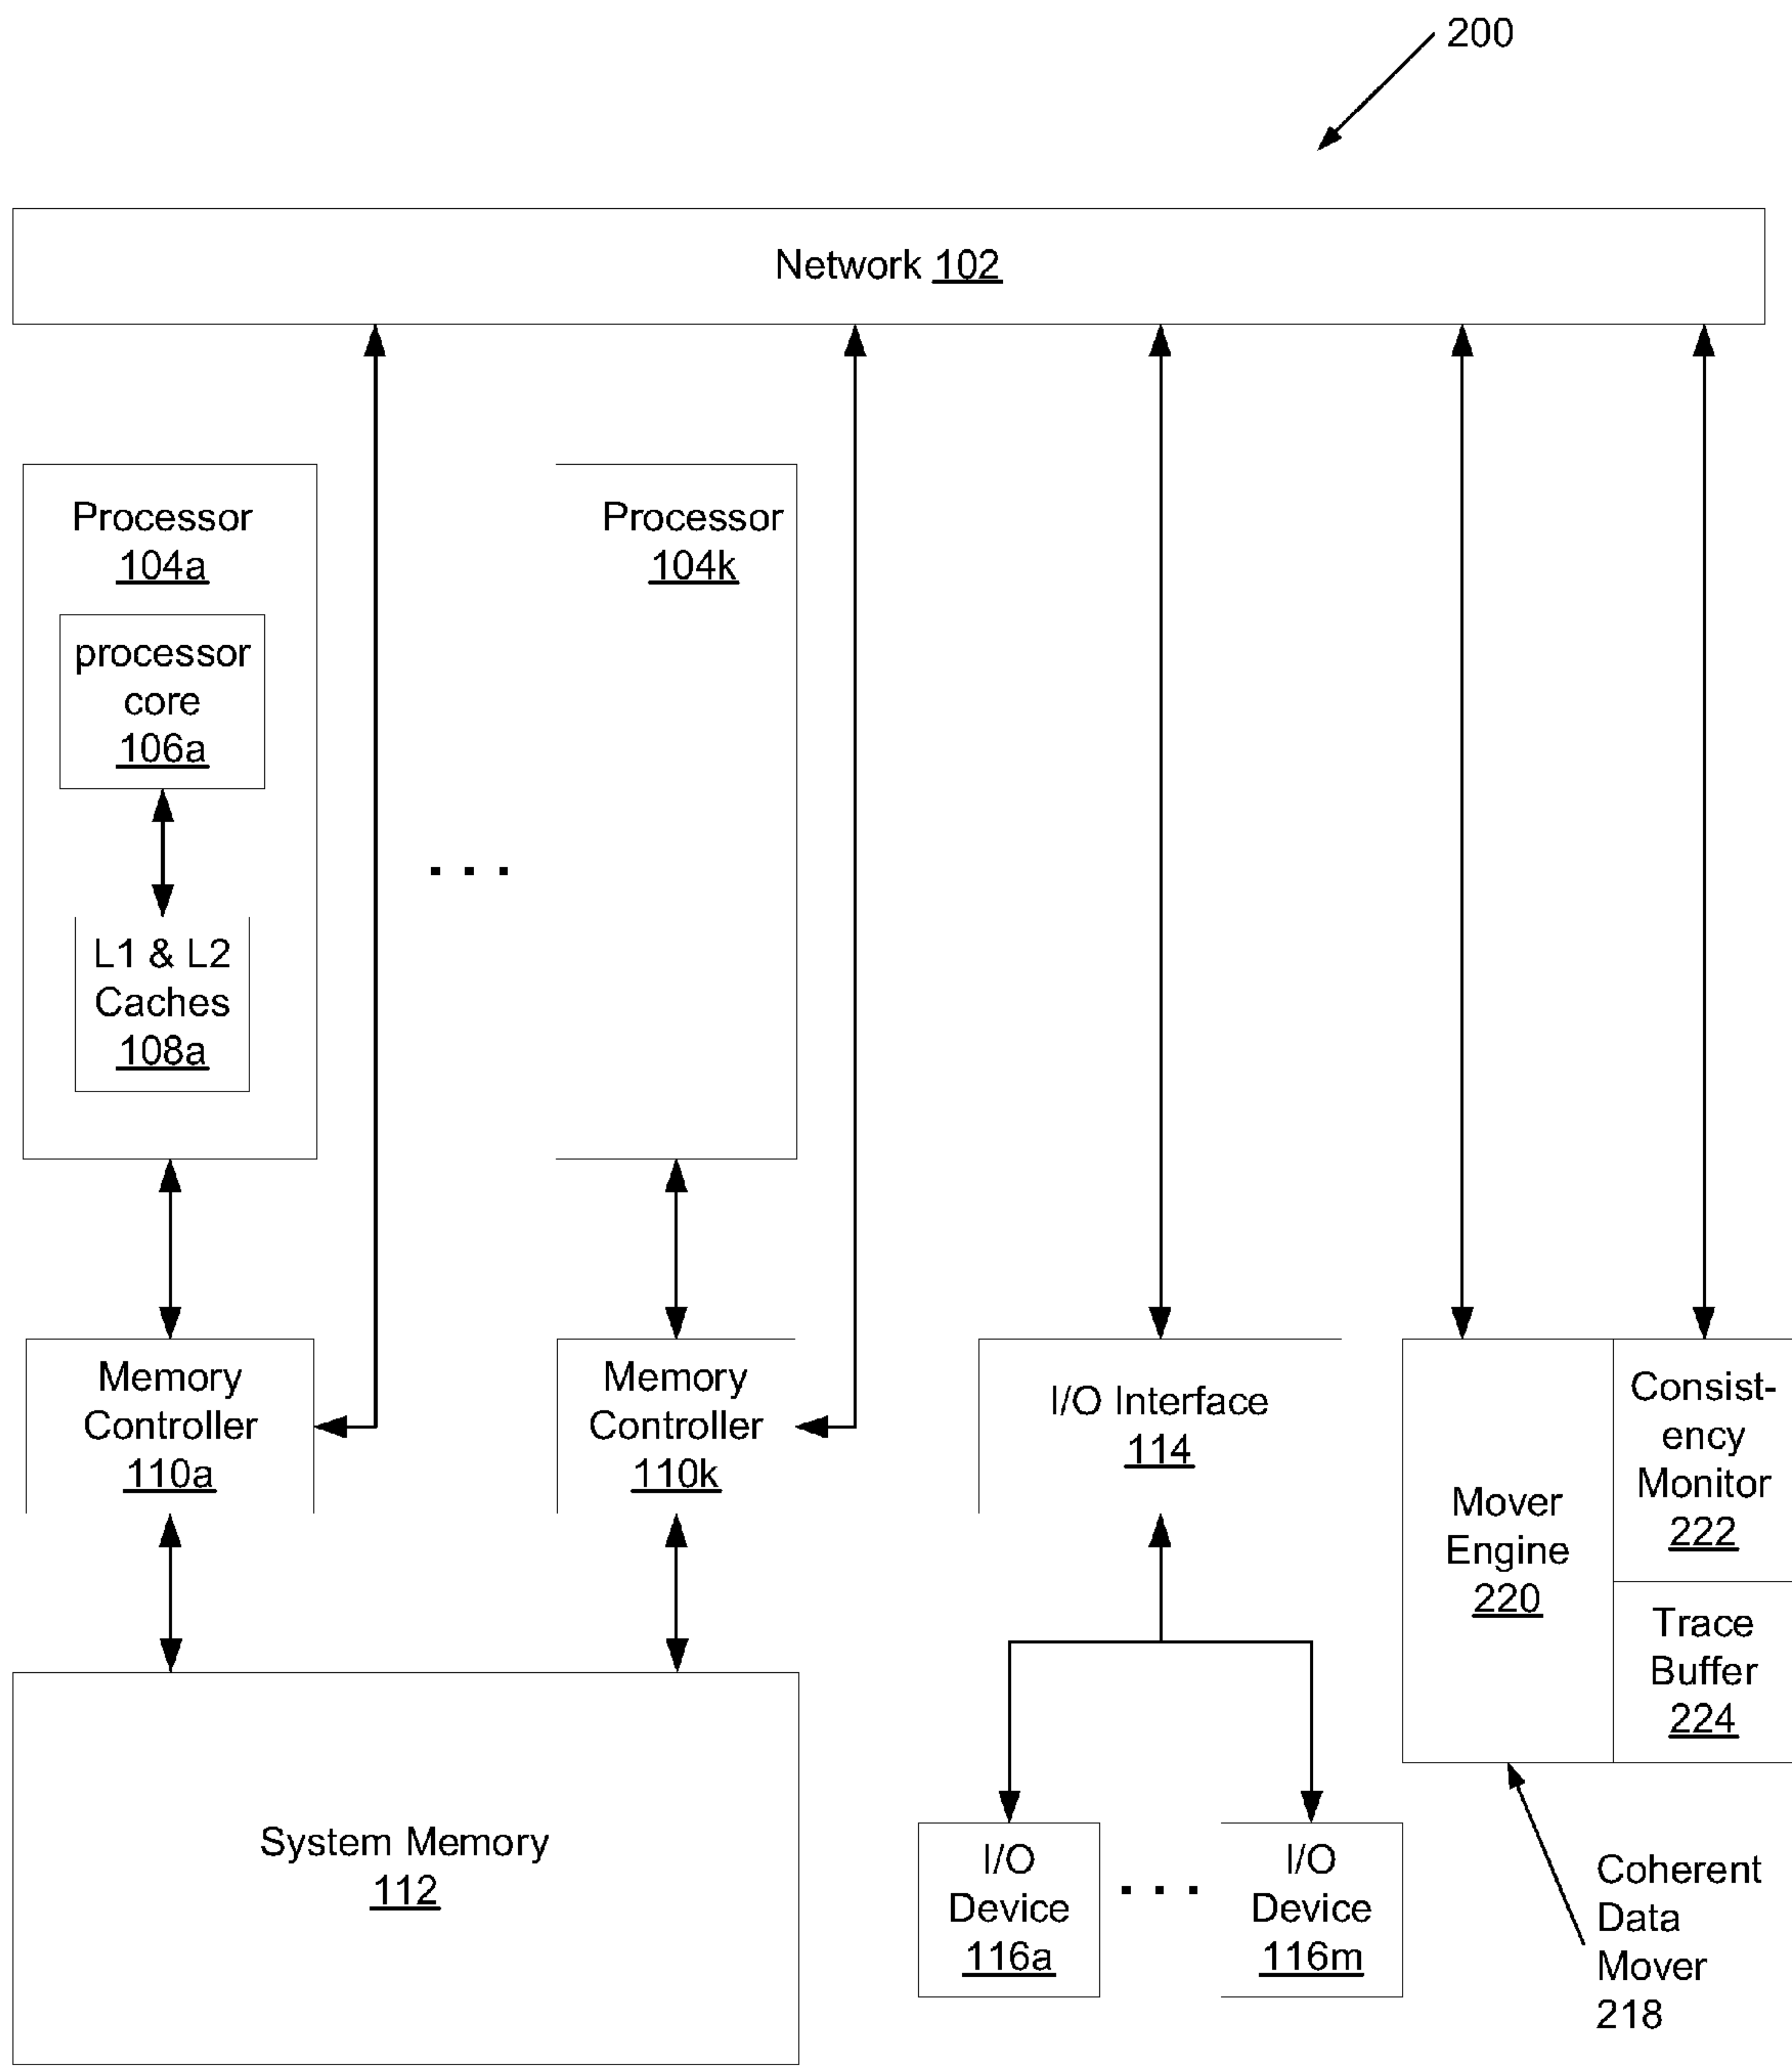 200
Network 102
Processor
104a
processor
core
106a
L1 & L2
Caches
108a
. . .
Processor
104k
Memory
Controller
110a
Memory
Controller
110k
I/O Interface
114
Mover
Engine
220
Consist-
ency
Monitor
222
Trace
Buffer
224
System Memory
112
I/O
Device
116a
. . .
I/O
Device
116m
Coherent
Data
Mover
218